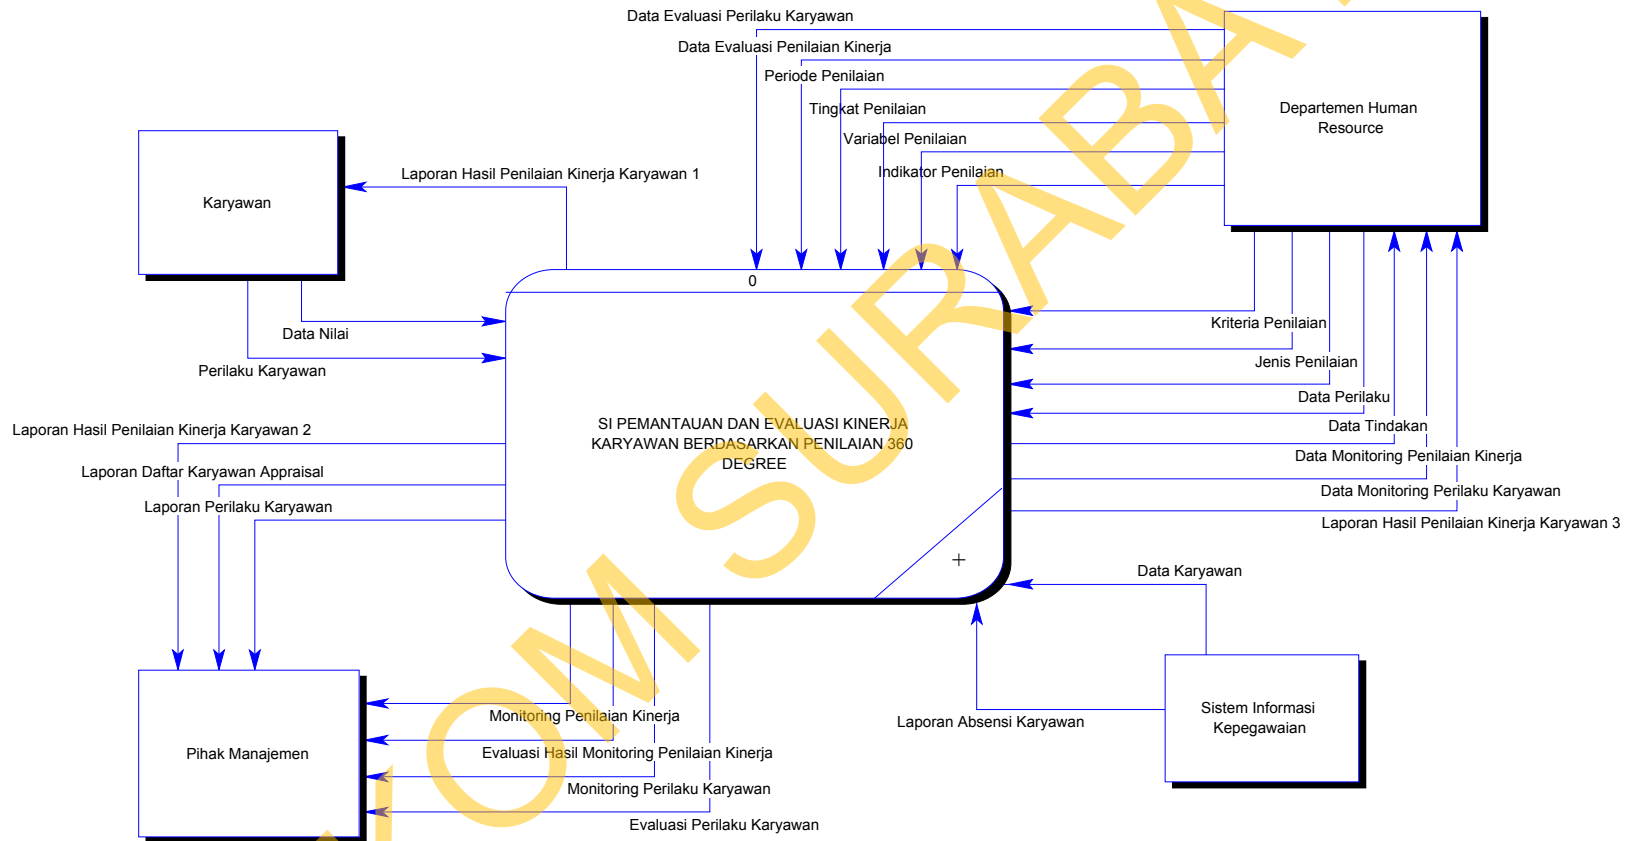 Data Evaluasi Perilaku Karyawan
Data Evaluasi Penilaian Kinerja
Periode Penilaian
Tingkat Penilaian
Variabel Penilaian
Indikator Penilaian
Departemen Human
Resource
Karyawan
Laporan Hasil Penilaian Kinerja Karyawan 1
Data Nilai
Perilaku Karyawan
0
SI PEMANTAUAN DAN EVALUASI KINERJA
KARYAWAN BERDASARKAN PENILAIAN 360
DEGREE
+
Kriteria Penilaian
Jenis Penilaian
Data Perilaku
Data Tindakan
Data Monitoring Penilaian Kinerja
Data Monitoring Perilaku Karyawan
Laporan Hasil Penilaian Kinerja Karyawan 3
Laporan Hasil Penilaian Kinerja Karyawan 2
Laporan Daftar Karyawan Appraisal
Laporan Perilaku Karyawan
Data Karyawan
Laporan Absensi Karyawan
Sistem Informasi
Kepegawaian
Pihak Manajemen
Monitoring Penilaian Kinerja
Evaluasi Hasil Monitoring Penilaian Kinerja
Monitoring Perilaku Karyawan
Evaluasi Perilaku Karyawan